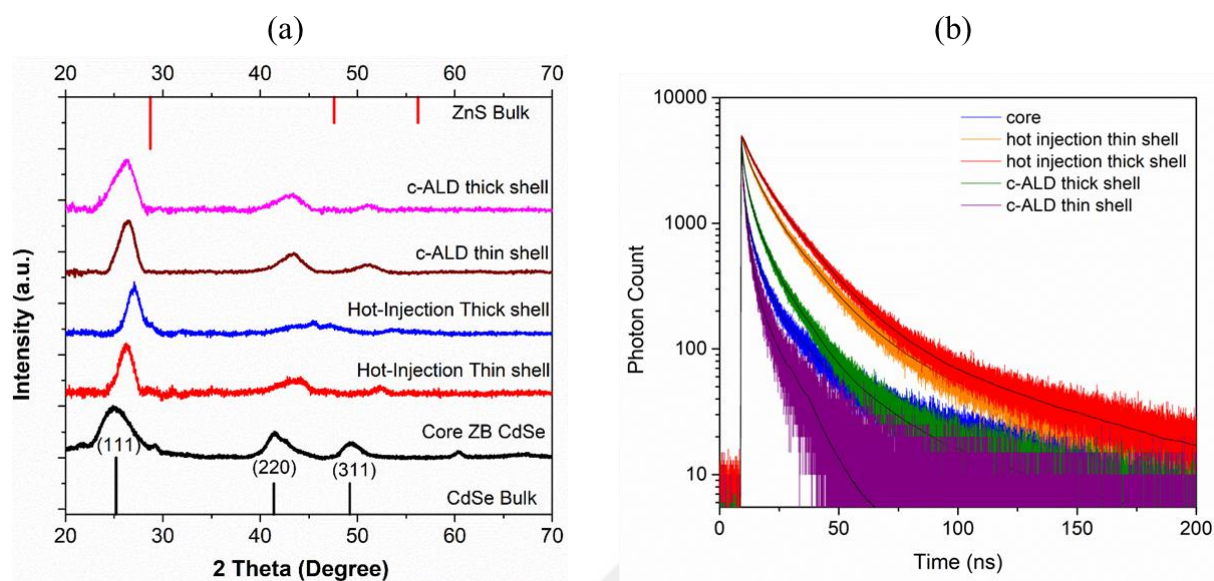 (a)
20 30 40 50 60 70
ZnS Bulk
c-ALD thick shell
c-ALD thin shell
Hot-Injection Thick shell
Hot-Injection Thin shell
Core ZB CdSe
(111) (220) (311)
CdSe Bulk
20 30 40 50 60 70
2 Theta (Degree)
Intensity (a.u.)
(b)
10000
1000
100
10
Photon Count
core
hot injection thin shell
hot injection thick shell
c-ALD thick shell
c-ALD thin shell
0 50 100 150 200
Time (ns)